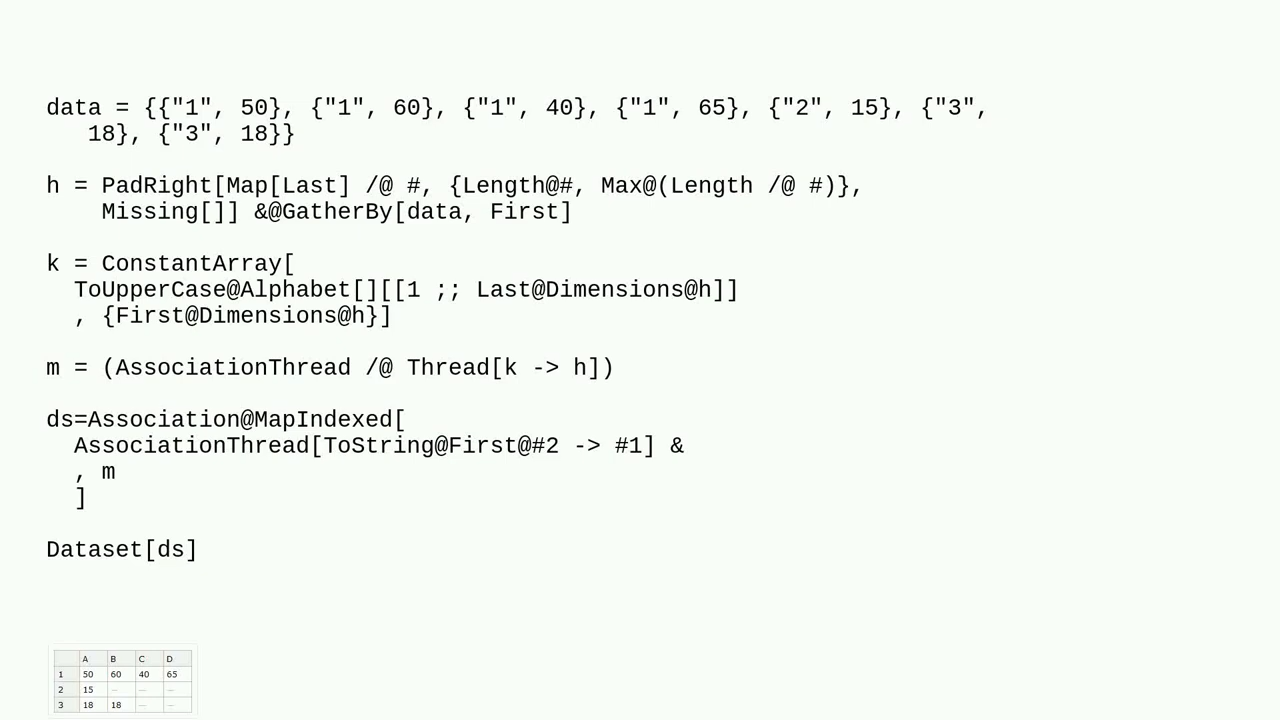 data = {{"1", 50}, {"1", 60}, {"1", 40}, {"1", 65}, {"2", 15}, {"3",
18}, {"3", 18}}
h = PadRight[Map[Last] /@ #, {Length@#, Max@(Length /@ #)},
Missing[]] &@GatherBy[data, First]
k = ConstantArray[
ToUpperCase@Alphabet[][[1 ;; Last@Dimensions@h]]
, {First@Dimensions@h}]
m = (AssociationThread /@ Thread[k -> h])
ds=Association@MapIndexed[
AssociationThread[ToString@First@#2 -> #1] &
, m
]
Dataset[ds]
A B C D
1 50 60 40 65
2 15 — — —
3 18 18 — —